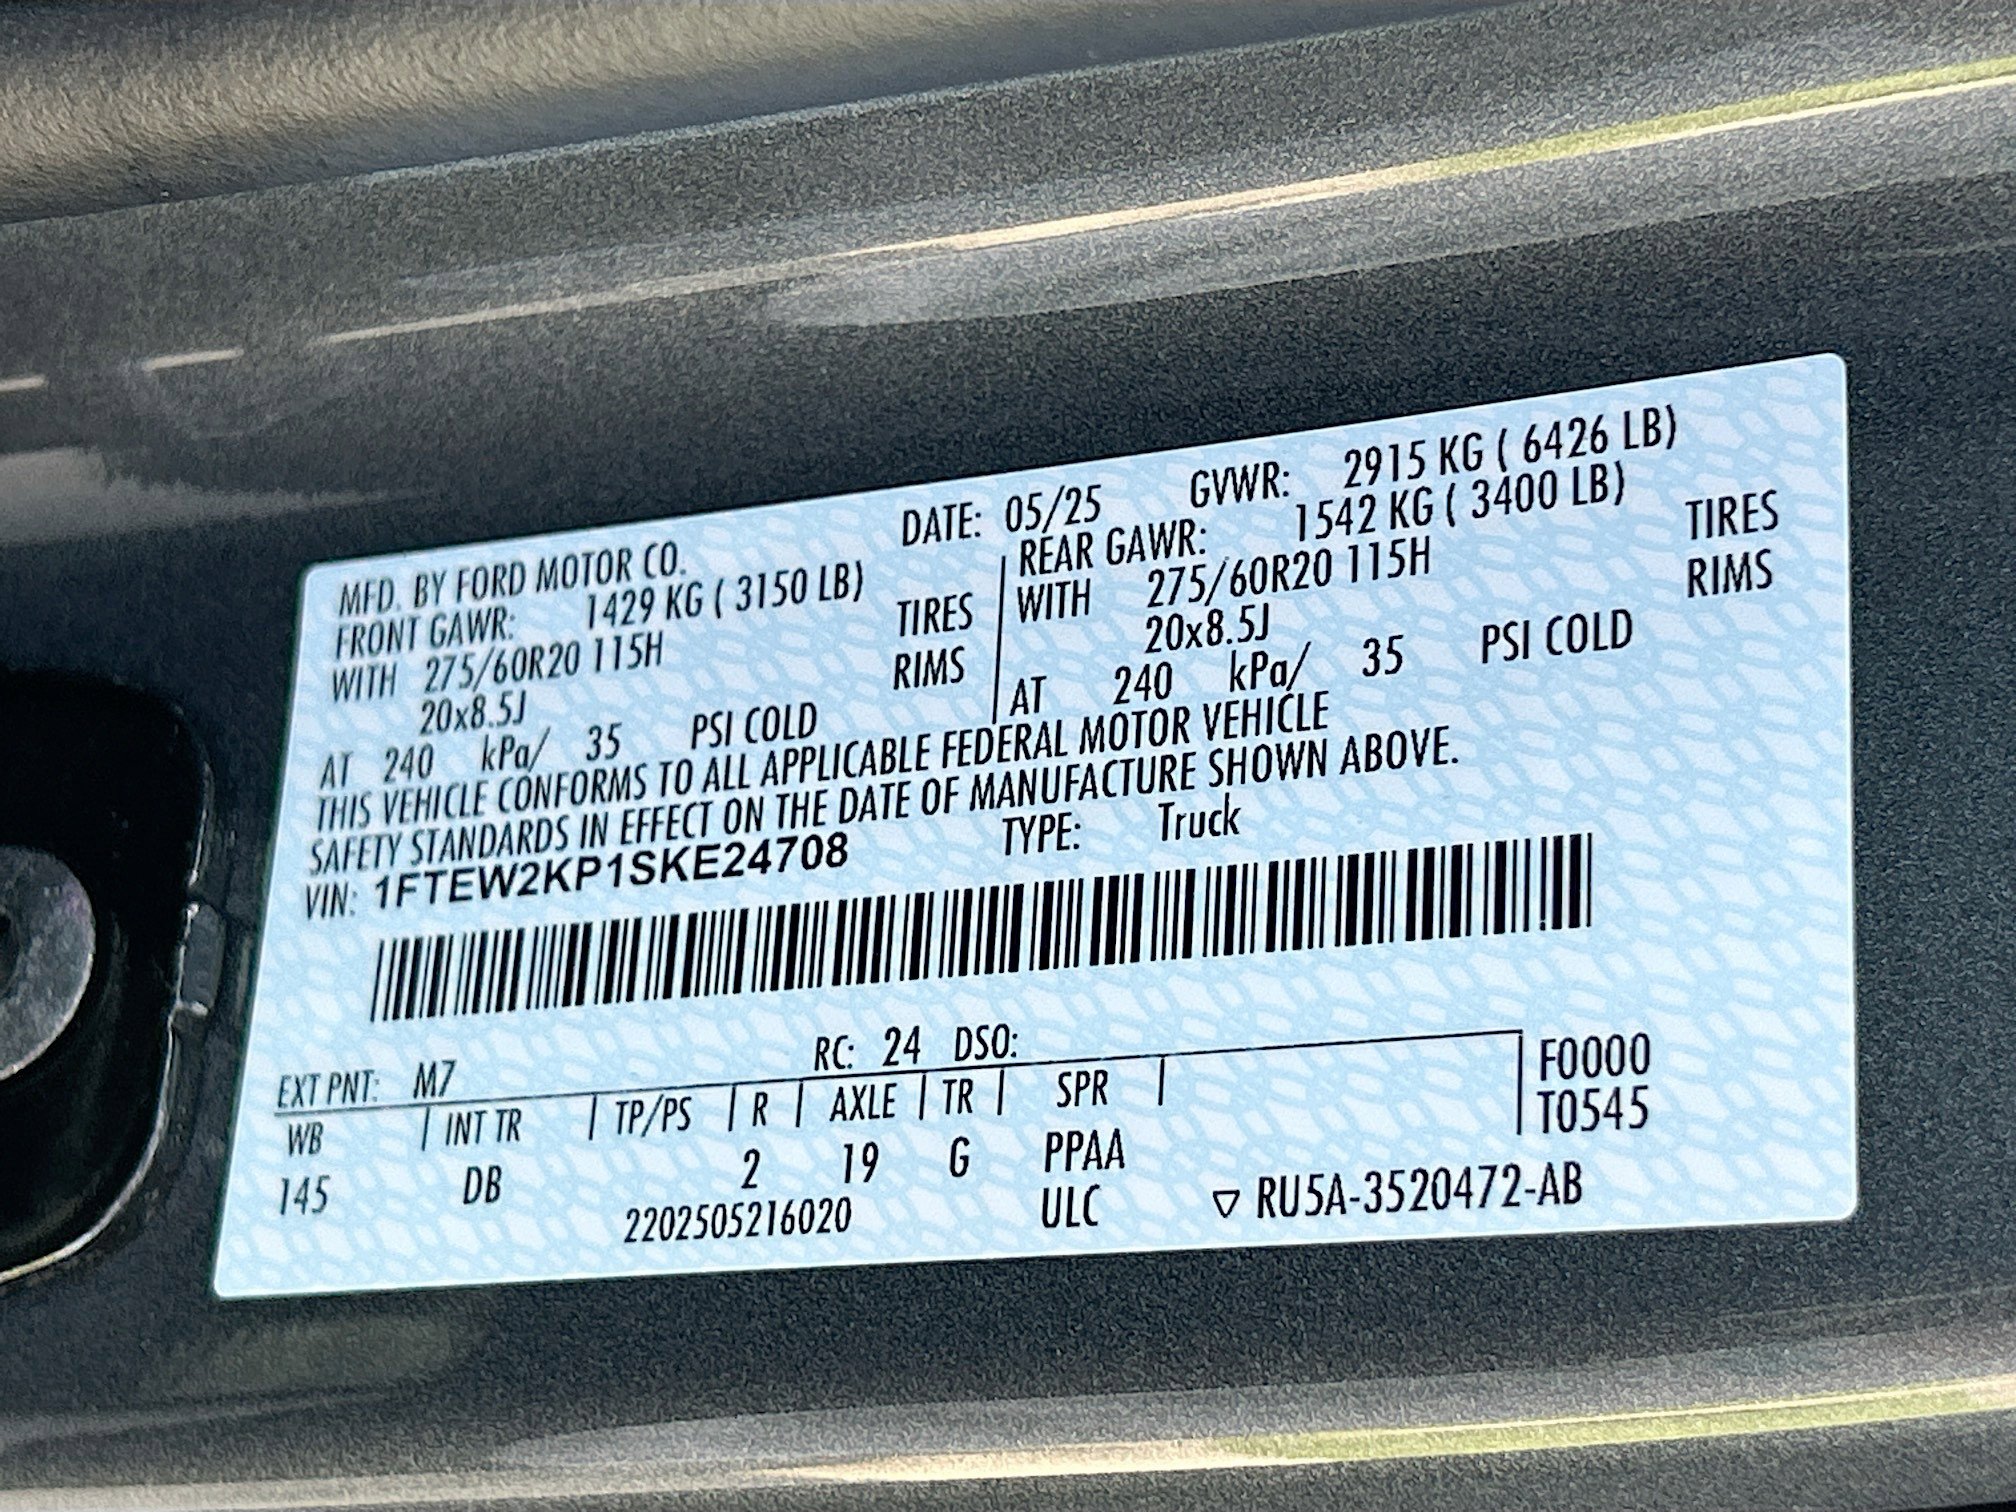 MFD. BY FORD MOTOR CO. DATE: 05/25 GVWR: 2915 KG ( 6426 LB)
FRONT GAWR: 1429 KG ( 3150 LB)
WITH 275/60R20 115H TIRES
20x8.5J RIMS
AT 240 kPa/ 35 PSI COLD
REAR GAWR: 1542 KG ( 3400 LB)
WITH 275/60R20 115H TIRES
20x8.5J RIMS
AT 240 kPa/ 35 PSI COLD
THIS VEHICLE CONFORMS TO ALL APPLICABLE FEDERAL MOTOR VEHICLE
SAFETY STANDARDS IN EFFECT ON THE DATE OF MANUFACTURE SHOWN ABOVE.
VIN: 1FTEW2KP1SKE24708 TYPE: Truck
EXT PNT: M7 RC: 24 DSO:
WB | INT TR | TP/PS | R | AXLE | TR | SPR | F0000
145 DB 2 19 G PPAA T0545
2202505216020 ULC ▽ RU5A-3520472-AB